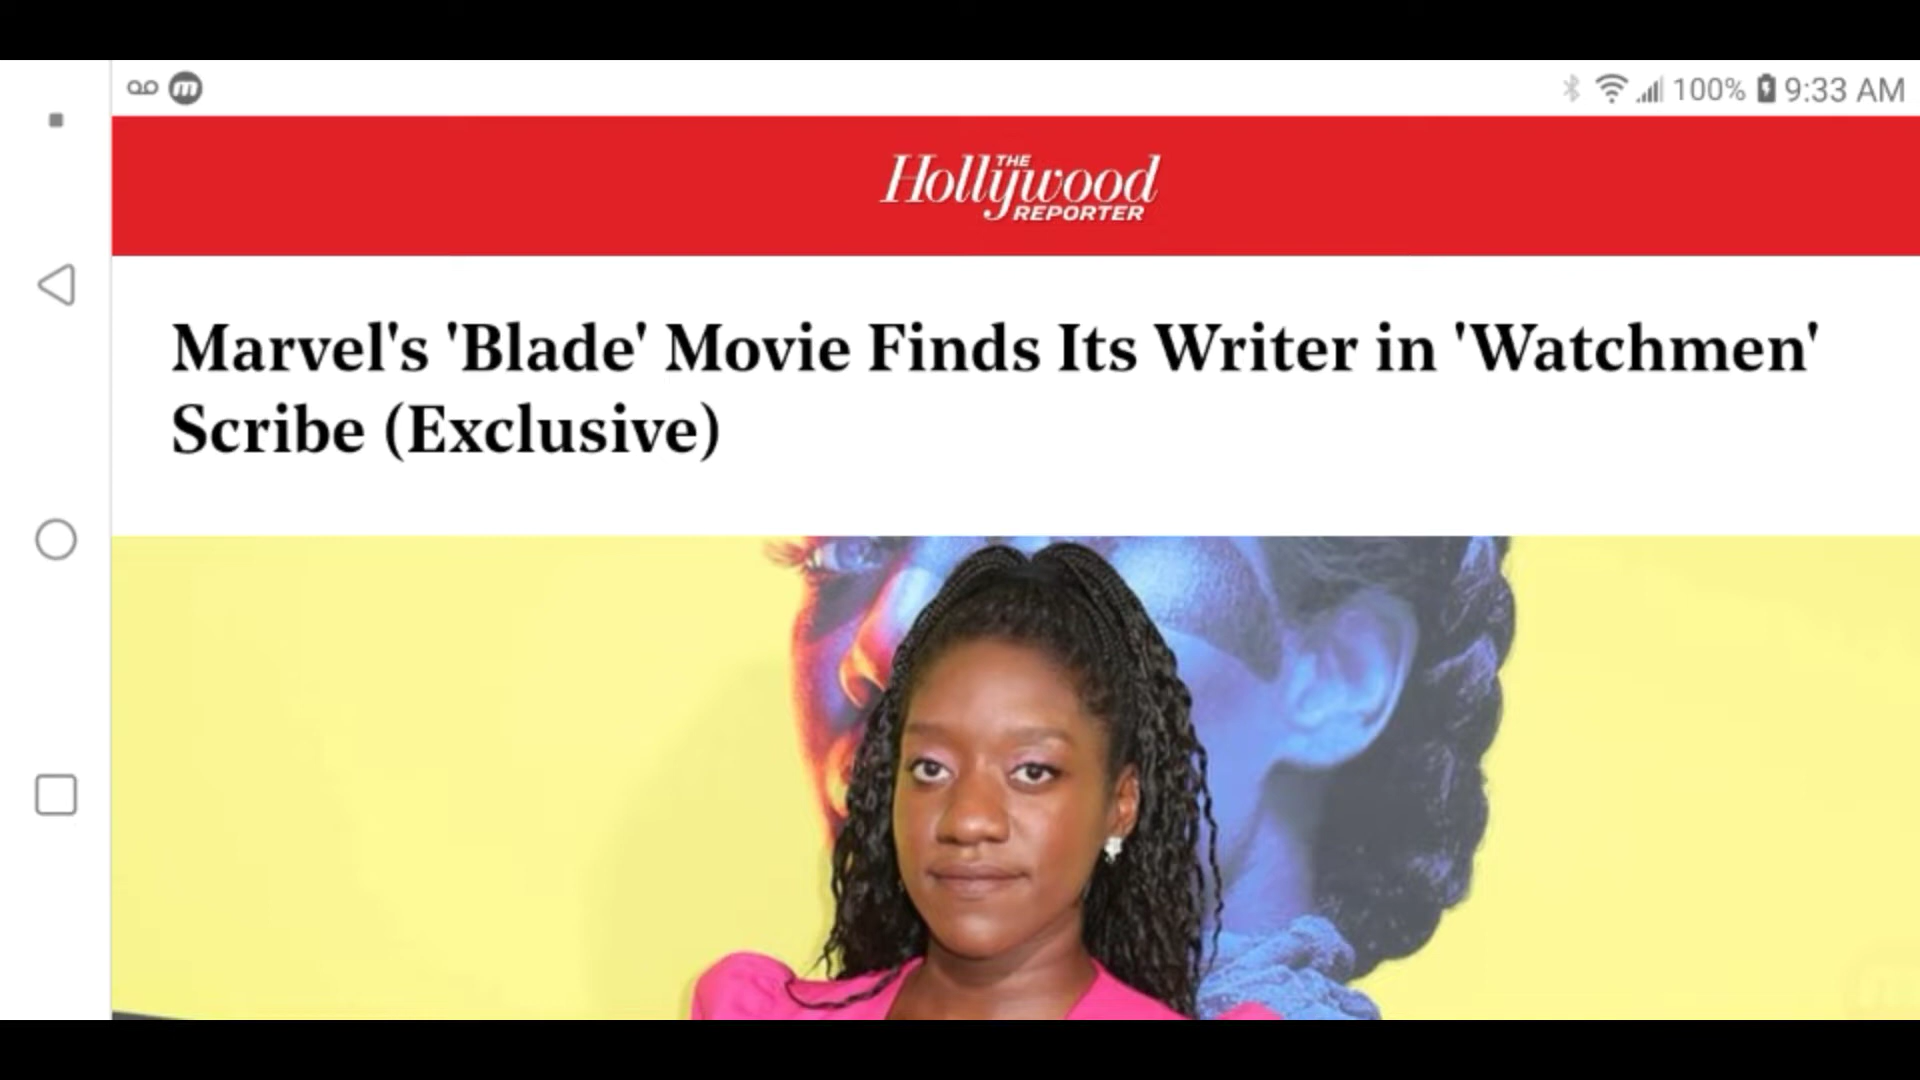 m
100% 9:33 AM
THE
Hollywood
REPORTER
Marvel's 'Blade' Movie Finds Its Writer in 'Watchmen'
Scribe (Exclusive)